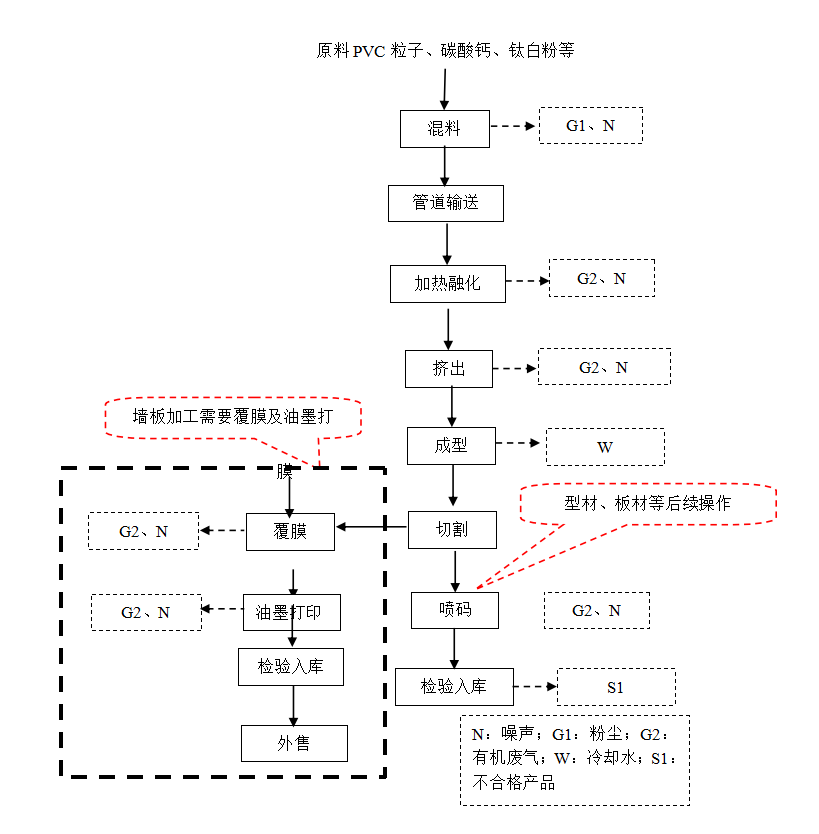 原料 PVC 粒子、碳酸钙、钛白粉等
混料
G1、N
管道输送
加热融化
G2、N
挤出
G2、N
墙板加工需要覆膜及油墨打
成型
W
膜
型材、板材等后续操作
G2、N
覆膜
切割
G2、N
油墨打印
喷码
G2、N
检验入库
检验入库
S1
外售
N：噪声；G1：粉尘；G2：
有机废气；W：冷却水；S1：
不合格产品